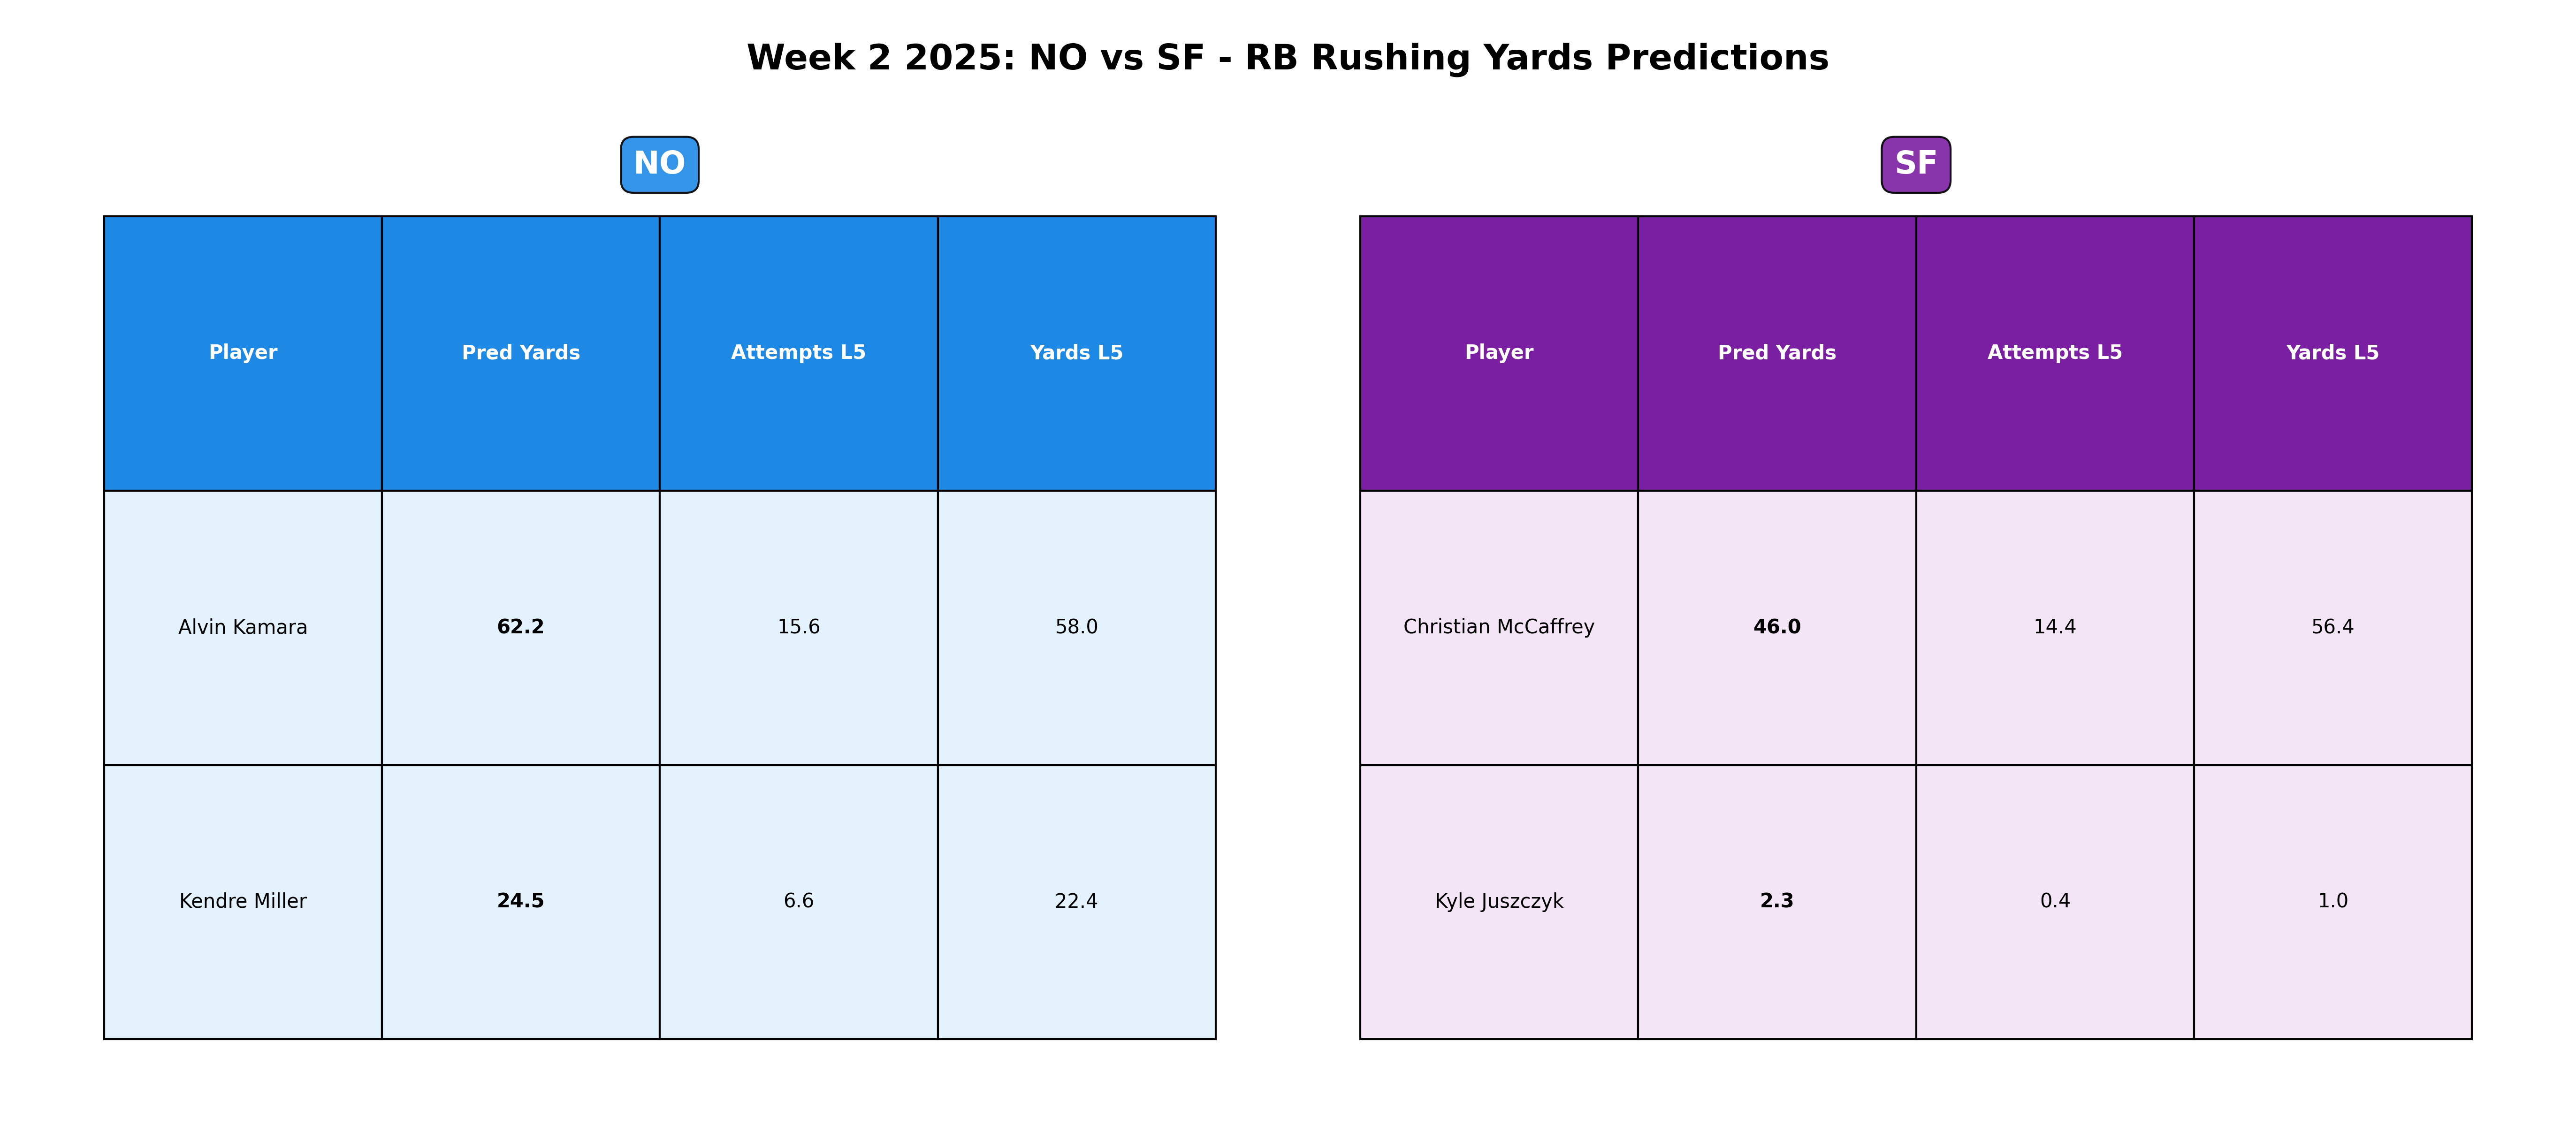 Week 2 2025: NO vs SF - RB Rushing Yards Predictions
NO
Player Pred Yards Attempts L5 Yards L5
Alvin Kamara 62.2 15.6 58.0
Kendre Miller 24.5 6.6 22.4
SF
Player Pred Yards Attempts L5 Yards L5
Christian McCaffrey 46.0 14.4 56.4
Kyle Juszczyk 2.3 0.4 1.0